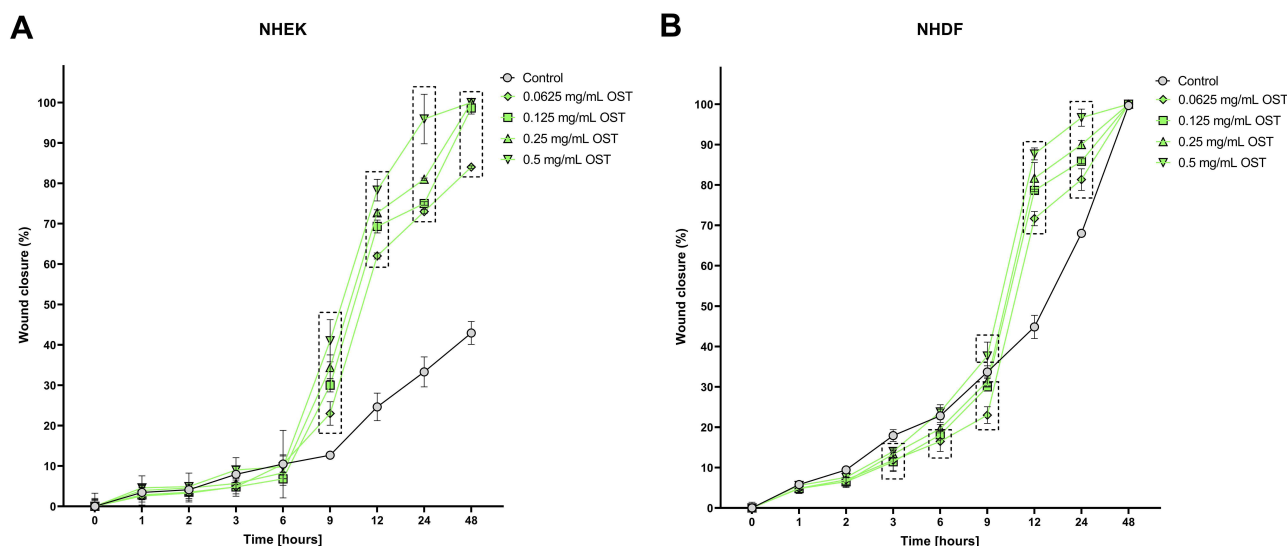 A
NHEK
Wound closure (%)
100
90
80
70
60
50
40
30
20
10
0
0 1 2 3 6 9 12 24 48
Time [hours]
Control
0.0625 mg/mL OST
0.125 mg/mL OST
0.25 mg/mL OST
0.5 mg/mL OST
B
NHDF
Wound closure (%)
100
90
80
70
60
50
40
30
20
10
0
0 1 2 3 6 9 12 24 48
Time [hours]
Control
0.0625 mg/mL OST
0.125 mg/mL OST
0.25 mg/mL OST
0.5 mg/mL OST